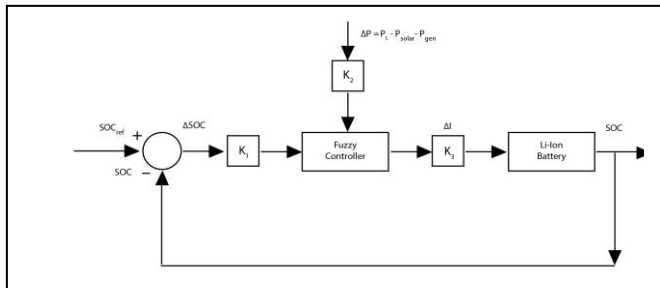 ΔP = P_L - P_solar - P_gen
K_2
SOC_ref
+
ΔSOC
ΔI
SOC
SOC
−
K_1
Fuzzy
Controller
K_3
Li-Ion
Battery